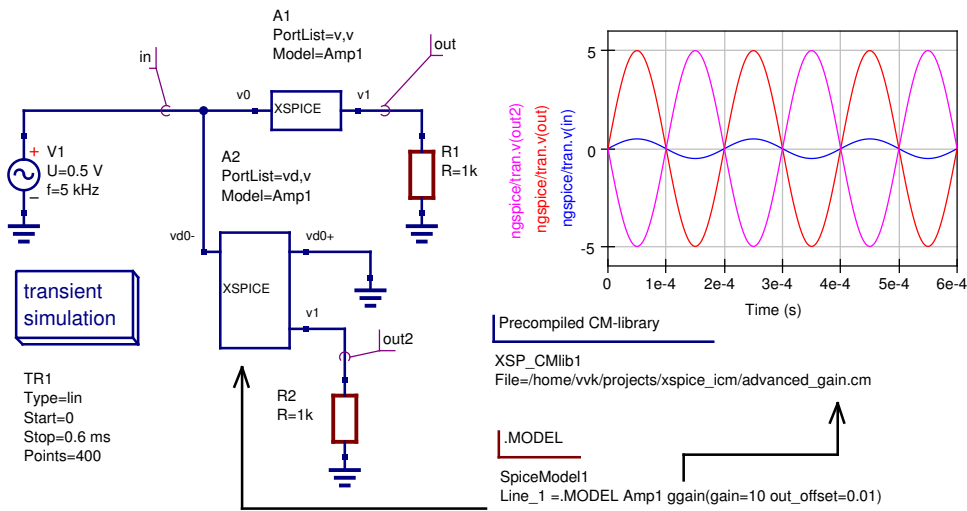 A1
PortList=v,v
Model=Amp1
in
out
v0
XSPICE
v1
+
V1
U=0.5 V
f=5 kHz
−
A2
PortList=vd,v
Model=Amp1
R1
R=1k
vd0-
vd0+
XSPICE
v1
out2
R2
R=1k
transient
simulation
TR1
Type=lin
Start=0
Stop=0.6 ms
Points=400
ngspice/tran.v(out2)
ngspice/tran.v(out)
ngspice/tran.v(in)
5
0
-5
0 1e-4 2e-4 3e-4 4e-4 5e-4 6e-4
Time (s)
Precompiled CM-library
XSP_CMlib1
File=/home/vvk/projects/xspice_icm/advanced_gain.cm
.MODEL
SpiceModel1
Line_1 =.MODEL Amp1 ggain(gain=10 out_offset=0.01)